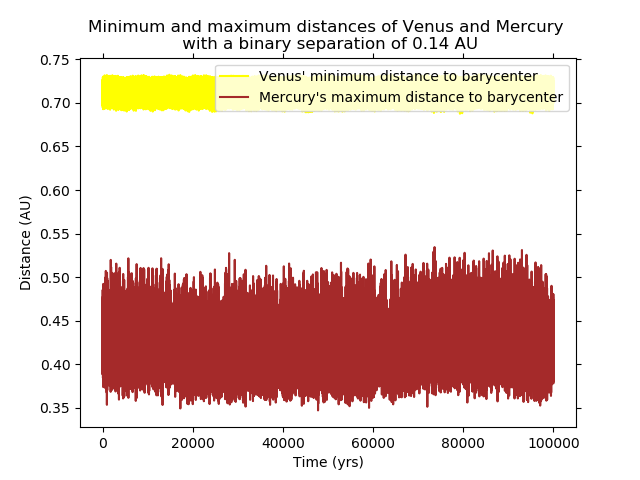 Minimum and maximum distances of Venus and Mercury
with a binary separation of 0.14 AU
Venus' minimum distance to barycenter
Mercury's maximum distance to barycenter
Distance (AU)
0.75
0.70
0.65
0.60
0.55
0.50
0.45
0.40
0.35
0 20000 40000 60000 80000 100000
Time (yrs)